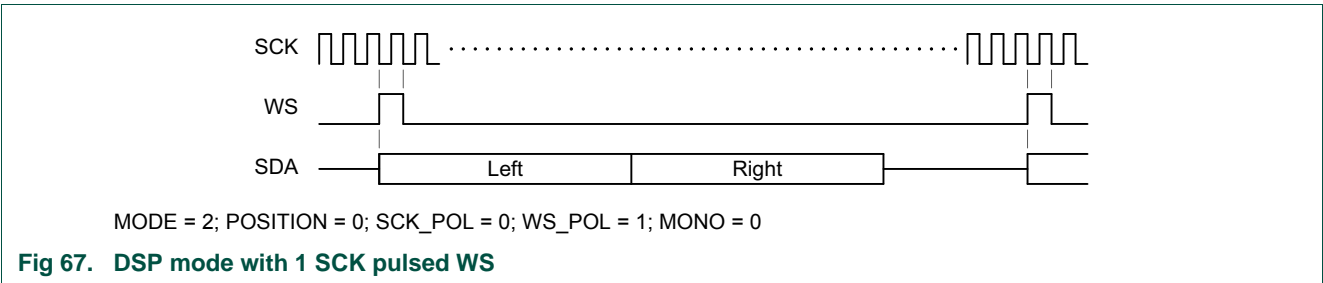 SCK
WS
SDA
Left Right
MODE = 2; POSITION = 0; SCK_POL = 0; WS_POL = 1; MONO = 0
Fig 67. DSP mode with 1 SCK pulsed WS